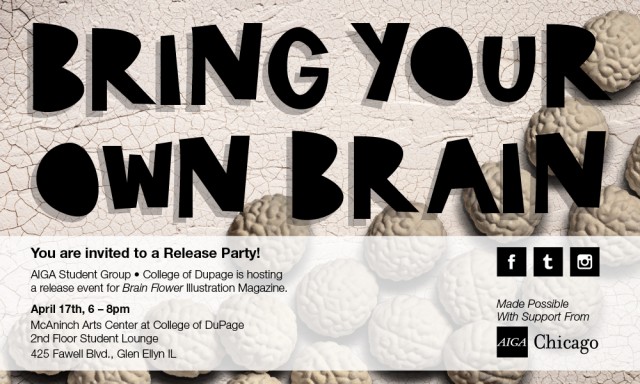 BRING YOUR
OWN BRAIN
You are invited to a Release Party!
AIGA Student Group • College of Dupage is hosting
a release event for Brain Flower Illustration Magazine.
April 17th, 6 – 8pm
McAninch Arts Center at College of DuPage
2nd Floor Student Lounge
425 Fawell Blvd., Glen Ellyn IL
f t
Made Possible
With Support From
AIGA Chicago